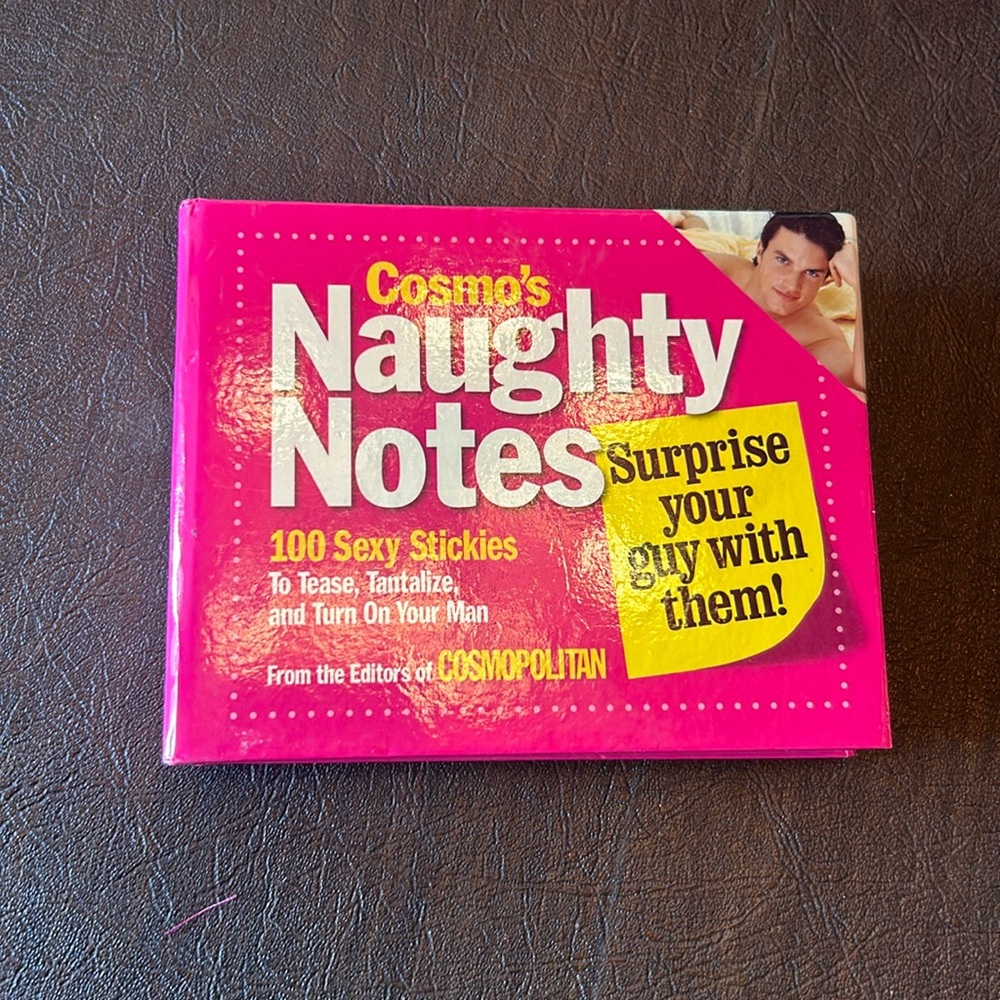 Cosmo's
Naughty
Notes
Surprise
your
guy with
them!
100 Sexy Stickies
To Tease, Tantalize,
and Turn On Your Man
From the Editors of COSMOPOLITAN